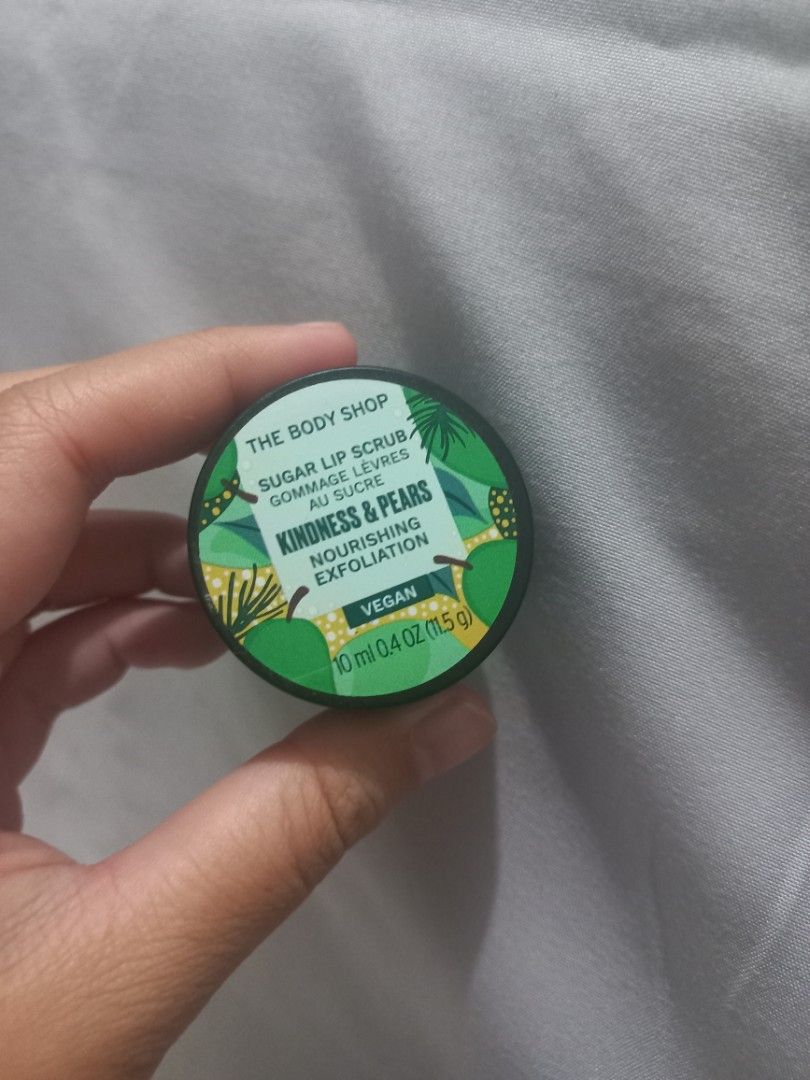 THE BODY SHOP
SUGAR LIP SCRUB
GOMMAGE LÈVRES
AU SUCRE
KINDNESS & PEARS
NOURISHING
EXFOLIATION
VEGAN
10 ml 0.4 OZ (11.5 g)